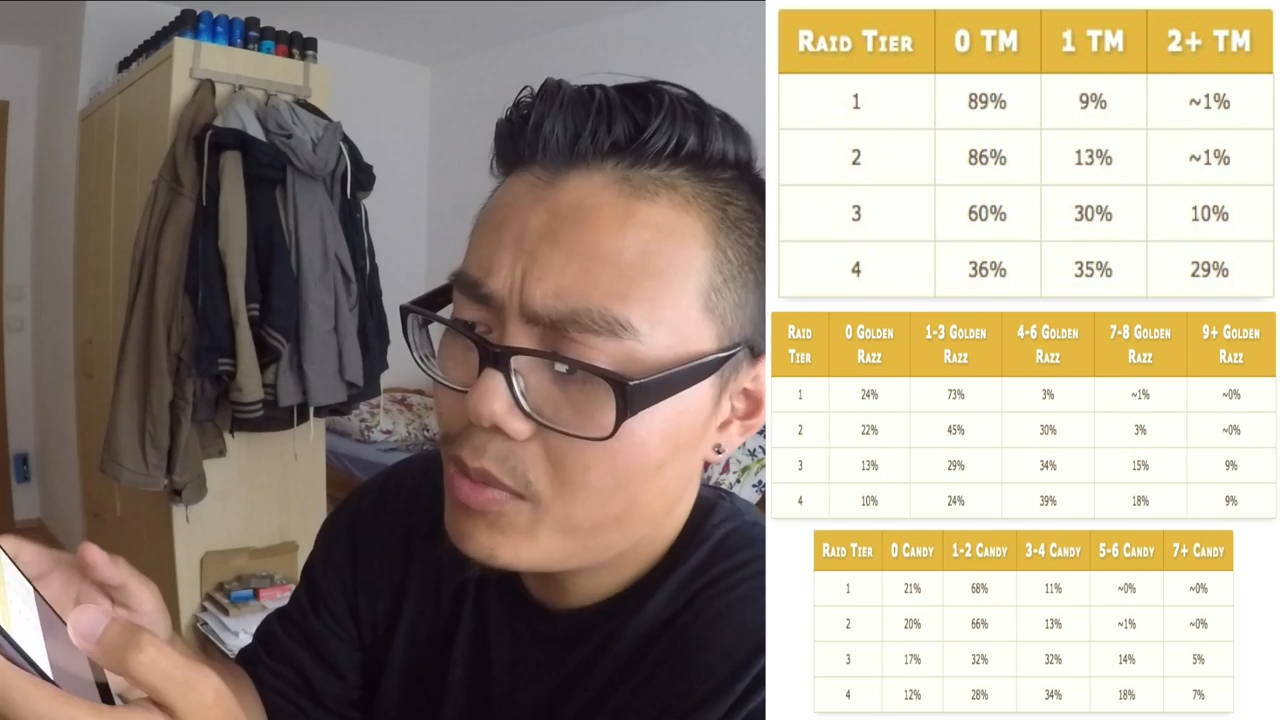 RAID TIER 0 TM 1 TM 2+ TM
1 89% 9% ~1%
2 86% 13% ~1%
3 60% 30% 10%
4 36% 35% 29%
RAID TIER 0 GOLDEN RAZZ 1-3 GOLDEN RAZZ 4-6 GOLDEN RAZZ 7-8 GOLDEN RAZZ 9+ GOLDEN RAZZ
1 24% 73% 3% ~1% ~0%
2 22% 45% 30% 3% ~0%
3 13% 29% 34% 15% 9%
4 10% 24% 39% 18% 9%
RAID TIER 0 CANDY 1-2 CANDY 3-4 CANDY 5-6 CANDY 7+ CANDY
1 21% 68% 11% ~0% ~0%
2 20% 66% 13% ~1% ~0%
3 17% 32% 32% 14% 5%
4 12% 28% 34% 18% 7%